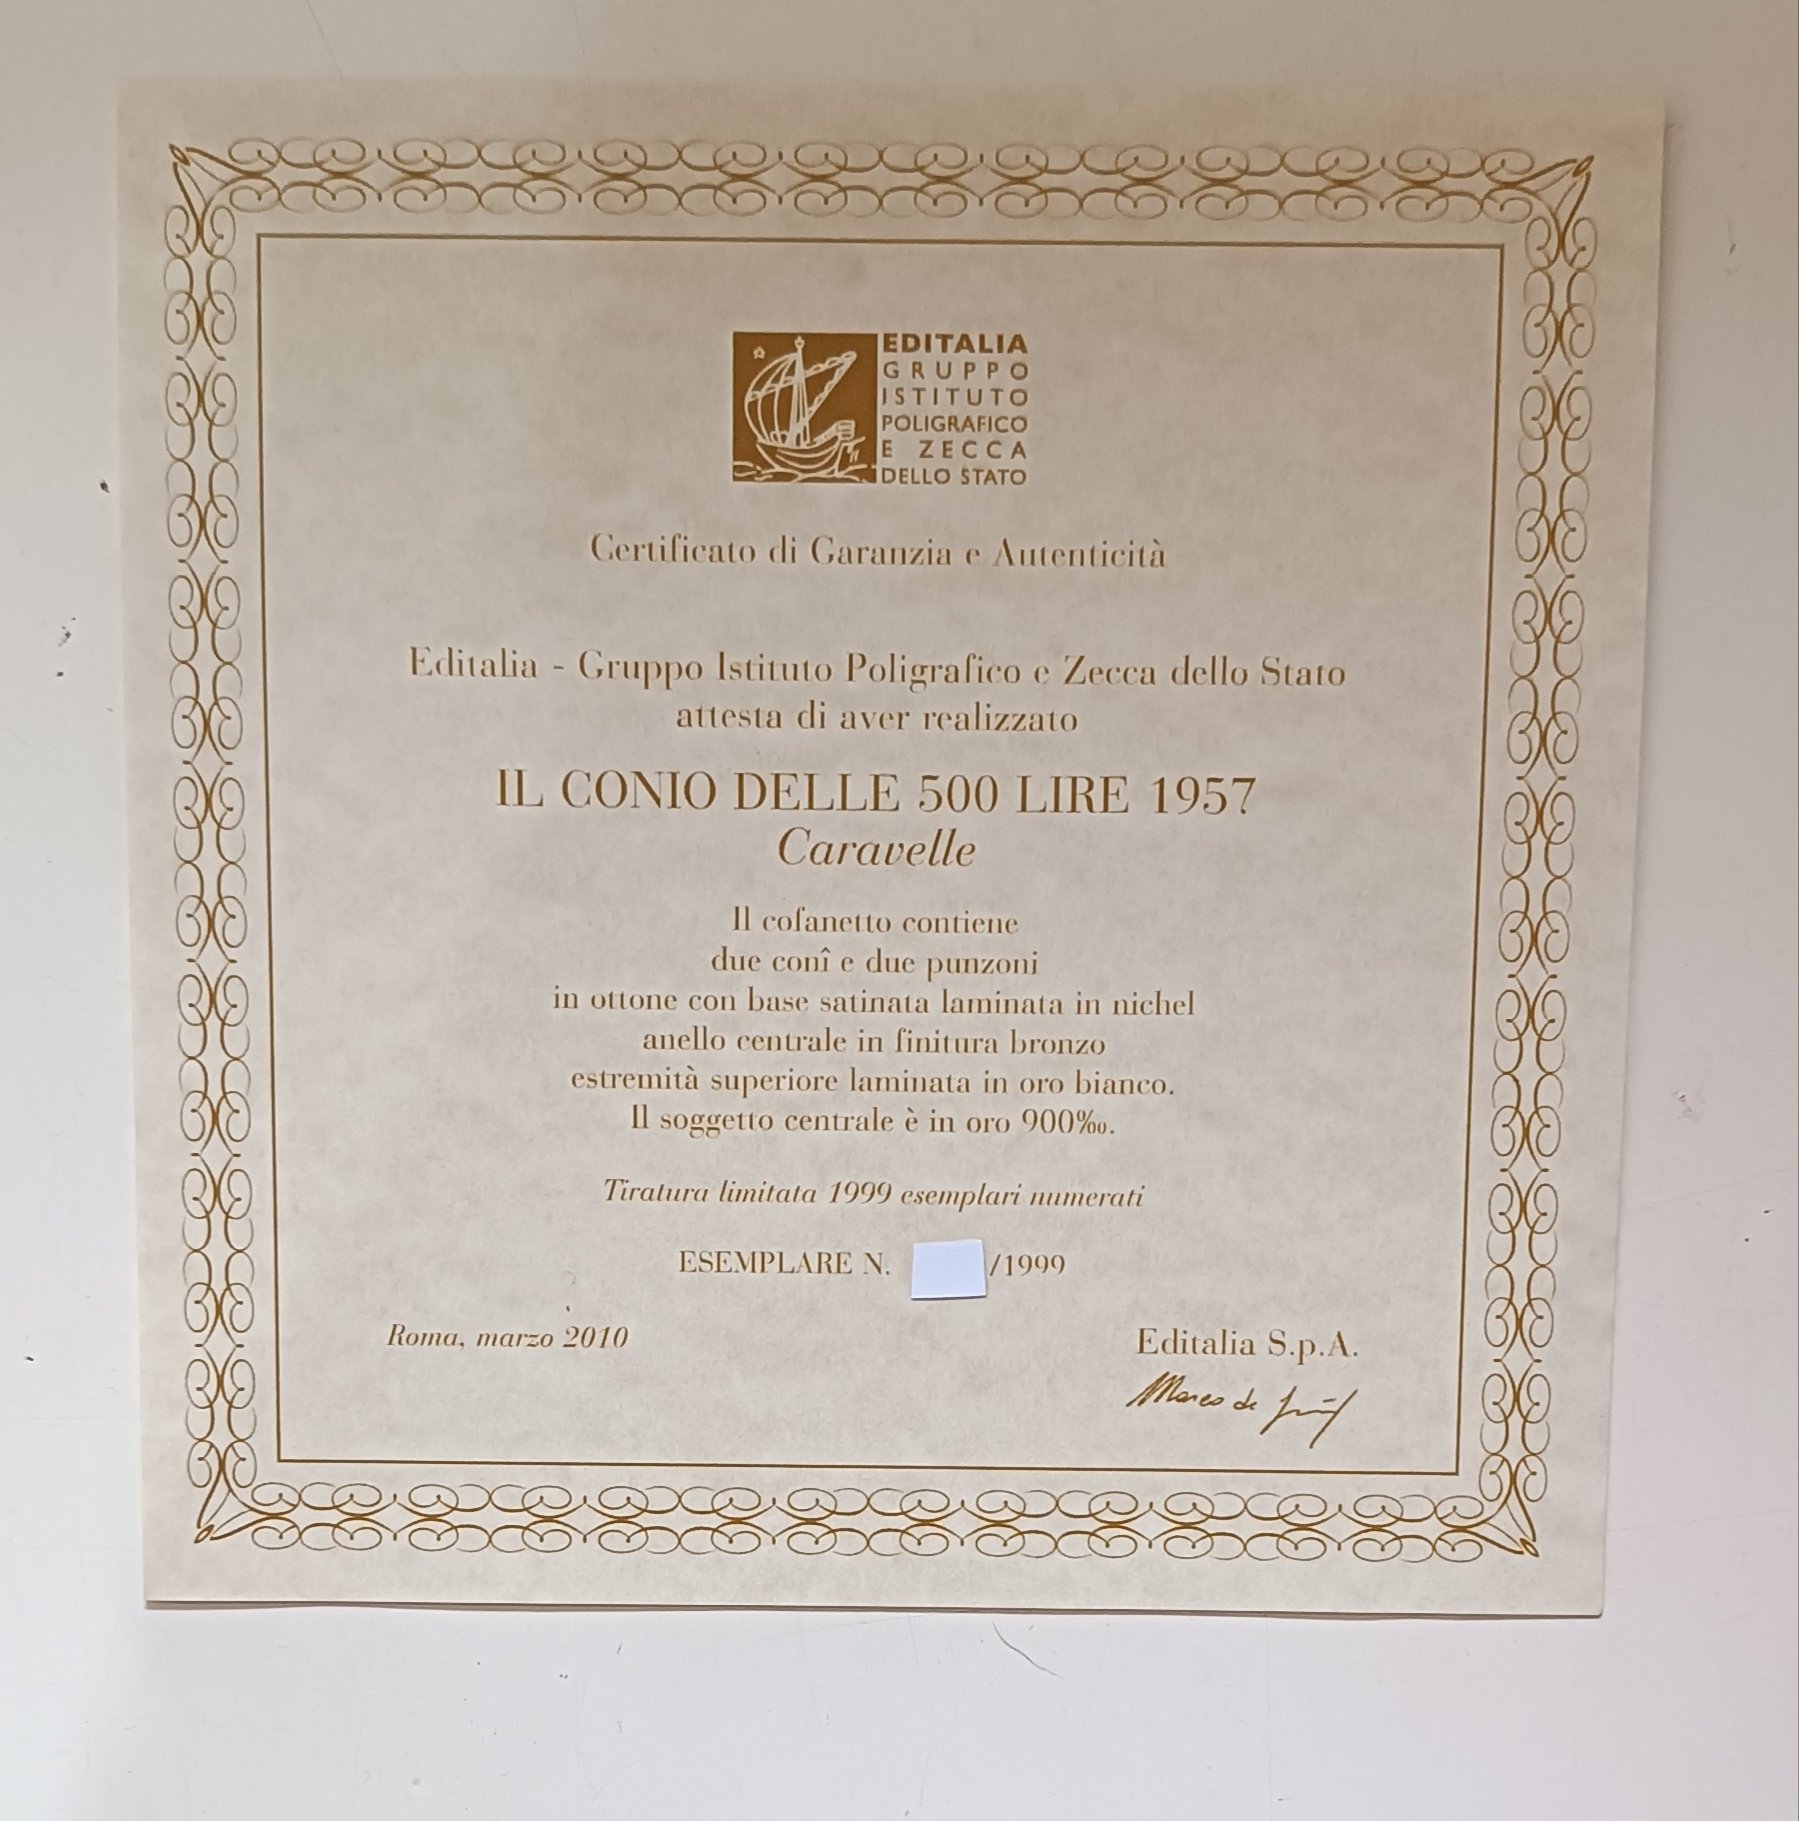 EDITALIA
GRUPPO
ISTITUTO
POLIGRAFICO
E ZECCA
DELLO STATO
Certificato di Garanzia e Autenticità
Editalia - Gruppo Istituto Poligrafico e Zecca dello Stato
attesta di aver realizzato
IL CONIO DELLE 500 LIRE 1957
Caravelle
Il cofanetto contiene
due conî e due punzoni
in ottone con base satinata laminata in nichel
anello centrale in finitura bronzo
estremità superiore laminata in oro bianco.
Il soggetto centrale è in oro 900‰.
Tiratura limitata 1999 esemplari numerati
ESEMPLARE N. /1999
Roma, marzo 2010
Editalia S.p.A.
Marco de